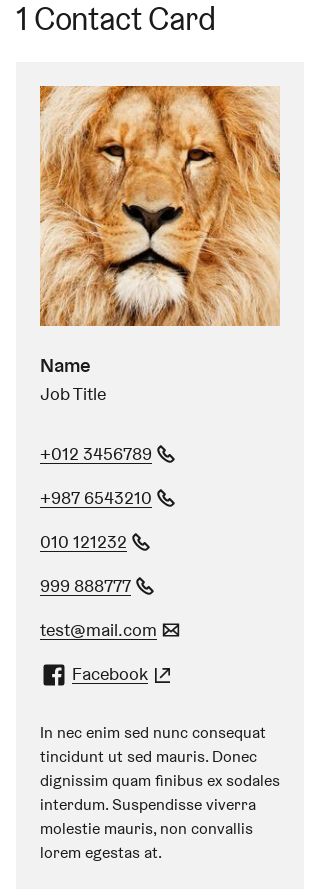 1 Contact Card
Name
Job Title
+012 3456789
+987 6543210
010 121232
999 888777
test@mail.com
Facebook
In nec enim sed nunc consequat
tincidunt ut sed mauris. Donec
dignissim quam finibus ex sodales
interdum. Suspendisse viverra
molestie mauris, non convallis
lorem egestas at.